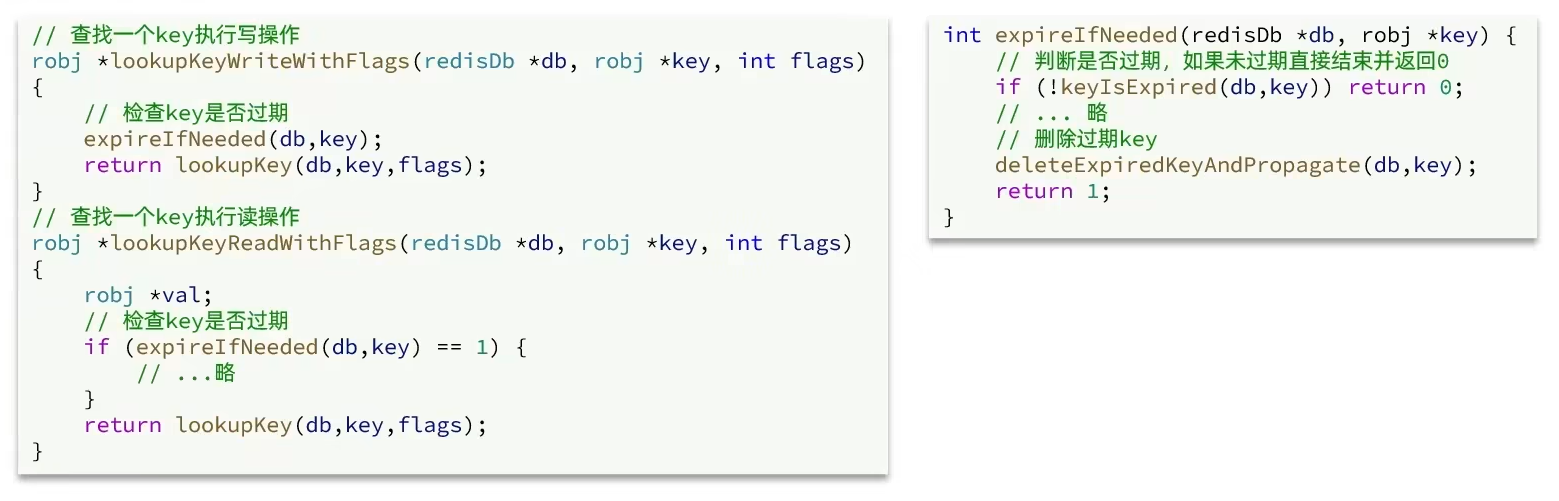 // 查找一个key执行写操作
robj *lookupKeyWriteWithFlags(redisDb *db, robj *key, int flags)
{
    // 检查key是否过期
    expireIfNeeded(db,key);
    return lookupKey(db,key,flags);
}
// 查找一个key执行读操作
robj *lookupKeyReadWithFlags(redisDb *db, robj *key, int flags)
{
    robj *val;
    // 检查key是否过期
    if (expireIfNeeded(db,key) == 1) {
        // ...略
    }
    return lookupKey(db,key,flags);
}
int expireIfNeeded(redisDb *db, robj *key) {
    // 判断是否过期，如果未过期直接结束并返回0
    if (!keyIsExpired(db,key)) return 0;
    // ... 略
    // 删除过期key
    deleteExpiredKeyAndPropagate(db,key);
    return 1;
}